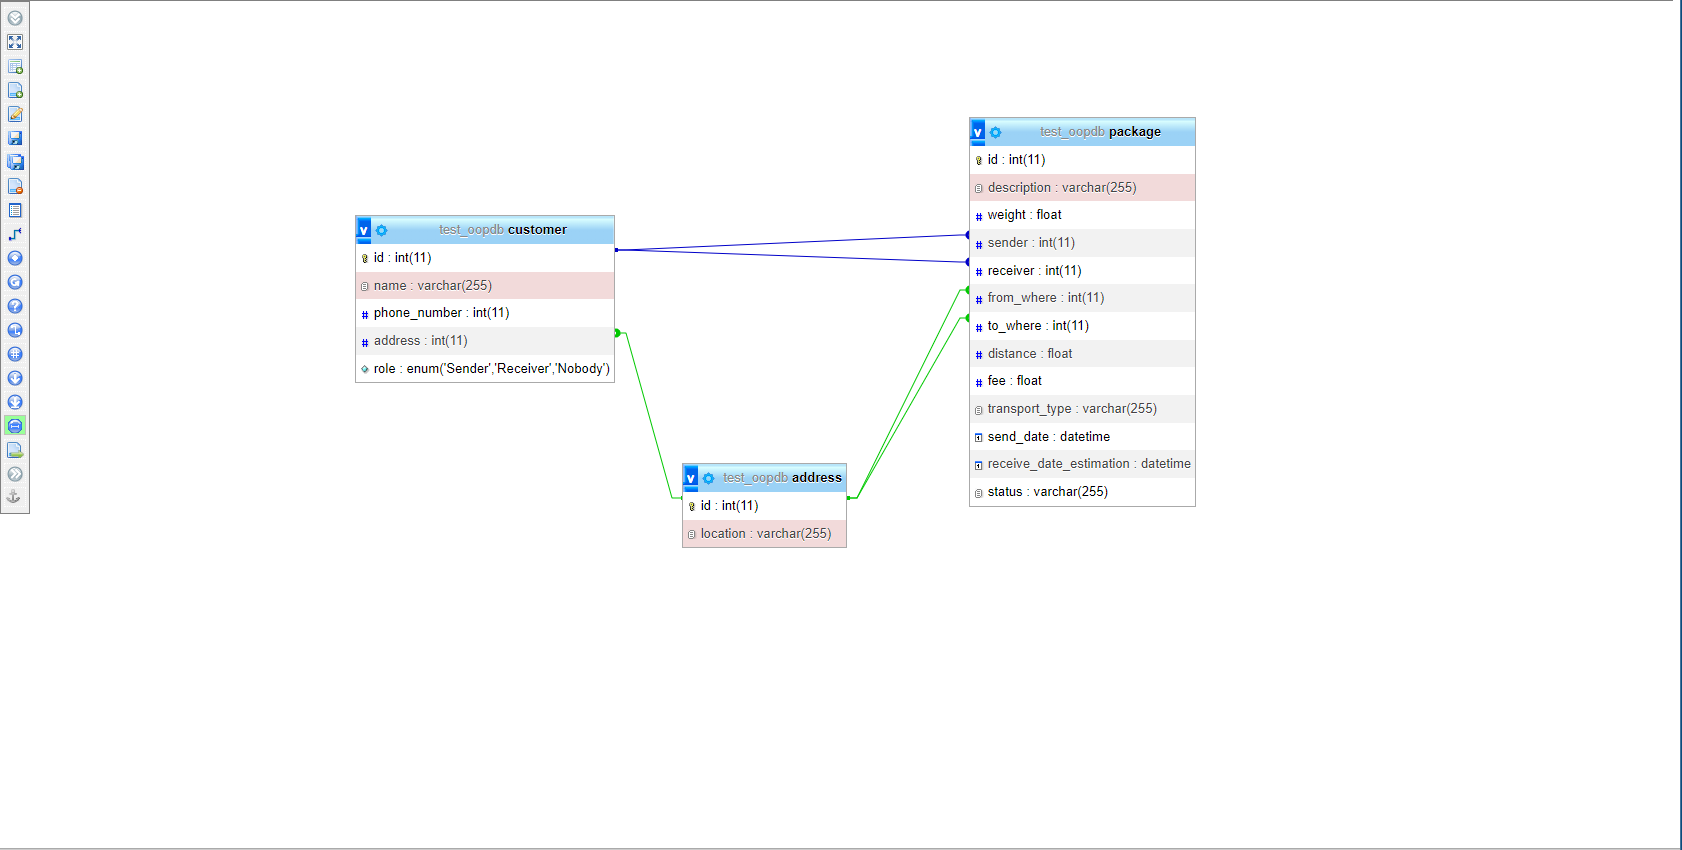 v test_oopdb customer
id : int(11)
name : varchar(255)
# phone_number : int(11)
# address : int(11)
role : enum('Sender','Receiver','Nobody')
v test_oopdb address
id : int(11)
location : varchar(255)
v test_oopdb package
id : int(11)
description : varchar(255)
# weight : float
# sender : int(11)
# receiver : int(11)
# from_where : int(11)
# to_where : int(11)
# distance : float
# fee : float
transport_type : varchar(255)
send_date : datetime
receive_date_estimation : datetime
status : varchar(255)